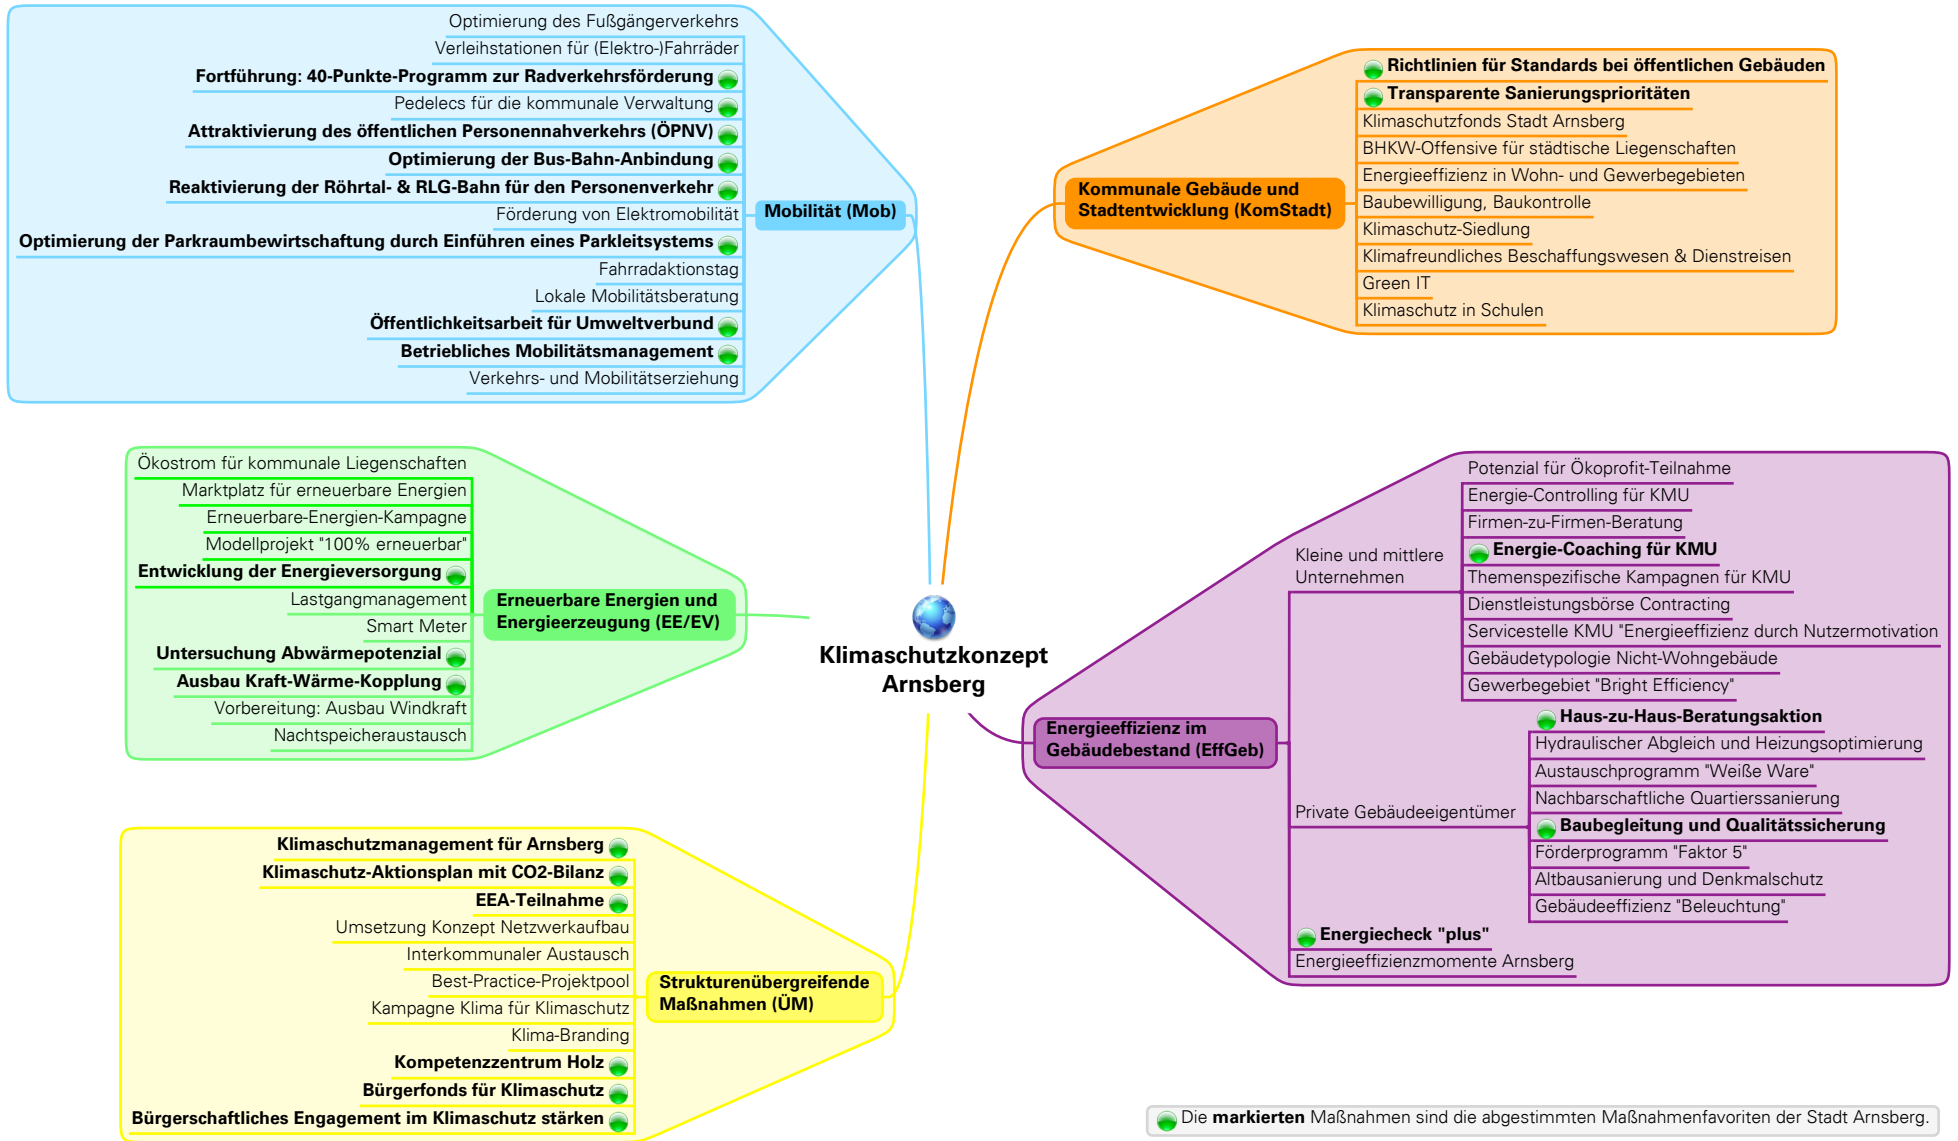 Optimierung des Fußgängerverkehrs
Verleihstationen für (Elektro-)Fahrräder
Fortführung: 40-Punkte-Programm zur Radverkehrsförderung
Pedelecs für die kommunale Verwaltung
Attraktivierung des öffentlichen Personennahverkehrs (ÖPNV)
Optimierung der Bus-Bahn-Anbindung
Reaktivierung der Röhrtal- & RLG-Bahn für den Personenverkehr
Förderung von Elektromobilität
Optimierung der Parkraumbewirtschaftung durch Einführen eines Parkleitsystems
Fahrradaktionstag
Lokale Mobilitätsberatung
Öffentlichkeitsarbeit für Umweltverbund
Betriebliches Mobilitätsmanagement
Verkehrs- und Mobilitätserziehung
Mobilität (Mob)
Kommunale Gebäude und
Stadtentwicklung (KomStadt)
Richtlinien für Standards bei öffentlichen Gebäuden
Transparente Sanierungsprioritäten
Klimaschutzfonds Stadt Arnsberg
BHKW-Offensive für städtische Liegenschaften
Energieeffizienz in Wohn- und Gewerbegebieten
Baubewilligung, Baukontrolle
Klimaschutz-Siedlung
Klimafreundliches Beschaffungswesen & Dienstreisen
Green IT
Klimaschutz in Schulen
Ökostrom für kommunale Liegenschaften
Marktplatz für erneuerbare Energien
Erneuerbare-Energien-Kampagne
Modellprojekt "100% erneuerbar"
Entwicklung der Energieversorgung
Lastgangmanagement
Smart Meter
Untersuchung Abwärmepotenzial
Ausbau Kraft-Wärme-Kopplung
Vorbereitung: Ausbau Windkraft
Nachtspeicheraustausch
Erneuerbare Energien und
Energieerzeugung (EE/EV)
Klimaschutzkonzept
Arnsberg
Energieeffizienz im
Gebäudebestand (EffGeb)
Kleine und mittlere
Unternehmen
Potenzial für Ökoprofit-Teilnahme
Energie-Controlling für KMU
Firmen-zu-Firmen-Beratung
Energie-Coaching für KMU
Themenspezifische Kampagnen für KMU
Dienstleistungsbörse Contracting
Servicestelle KMU "Energieeffizienz durch Nutzermotivation
Gebäudetypologie Nicht-Wohngebäude
Gewerbegebiet "Bright Efficiency"
Private Gebäudeeigentümer
Haus-zu-Haus-Beratungsaktion
Hydraulischer Abgleich und Heizungsoptimierung
Austauschprogramm "Weiße Ware"
Nachbarschaftliche Quartierssanierung
Baubegleitung und Qualitätssicherung
Förderprogramm "Faktor 5"
Altbausanierung und Denkmalschutz
Gebäudeeffizienz "Beleuchtung"
Energiecheck "plus"
Energieeffizienzmomente Arnsberg
Klimaschutzmanagement für Arnsberg
Klimaschutz-Aktionsplan mit CO2-Bilanz
EEA-Teilnahme
Umsetzung Konzept Netzwerkaufbau
Interkommunaler Austausch
Best-Practice-Projektpool
Kampagne Klima für Klimaschutz
Klima-Branding
Kompetenzzentrum Holz
Bürgerfonds für Klimaschutz
Bürgerschaftliches Engagement im Klimaschutz stärken
Strukturenübergreifende
Maßnahmen (ÜM)
Die markierten Maßnahmen sind die abgestimmten Maßnahmenfavoriten der Stadt Arnsberg.